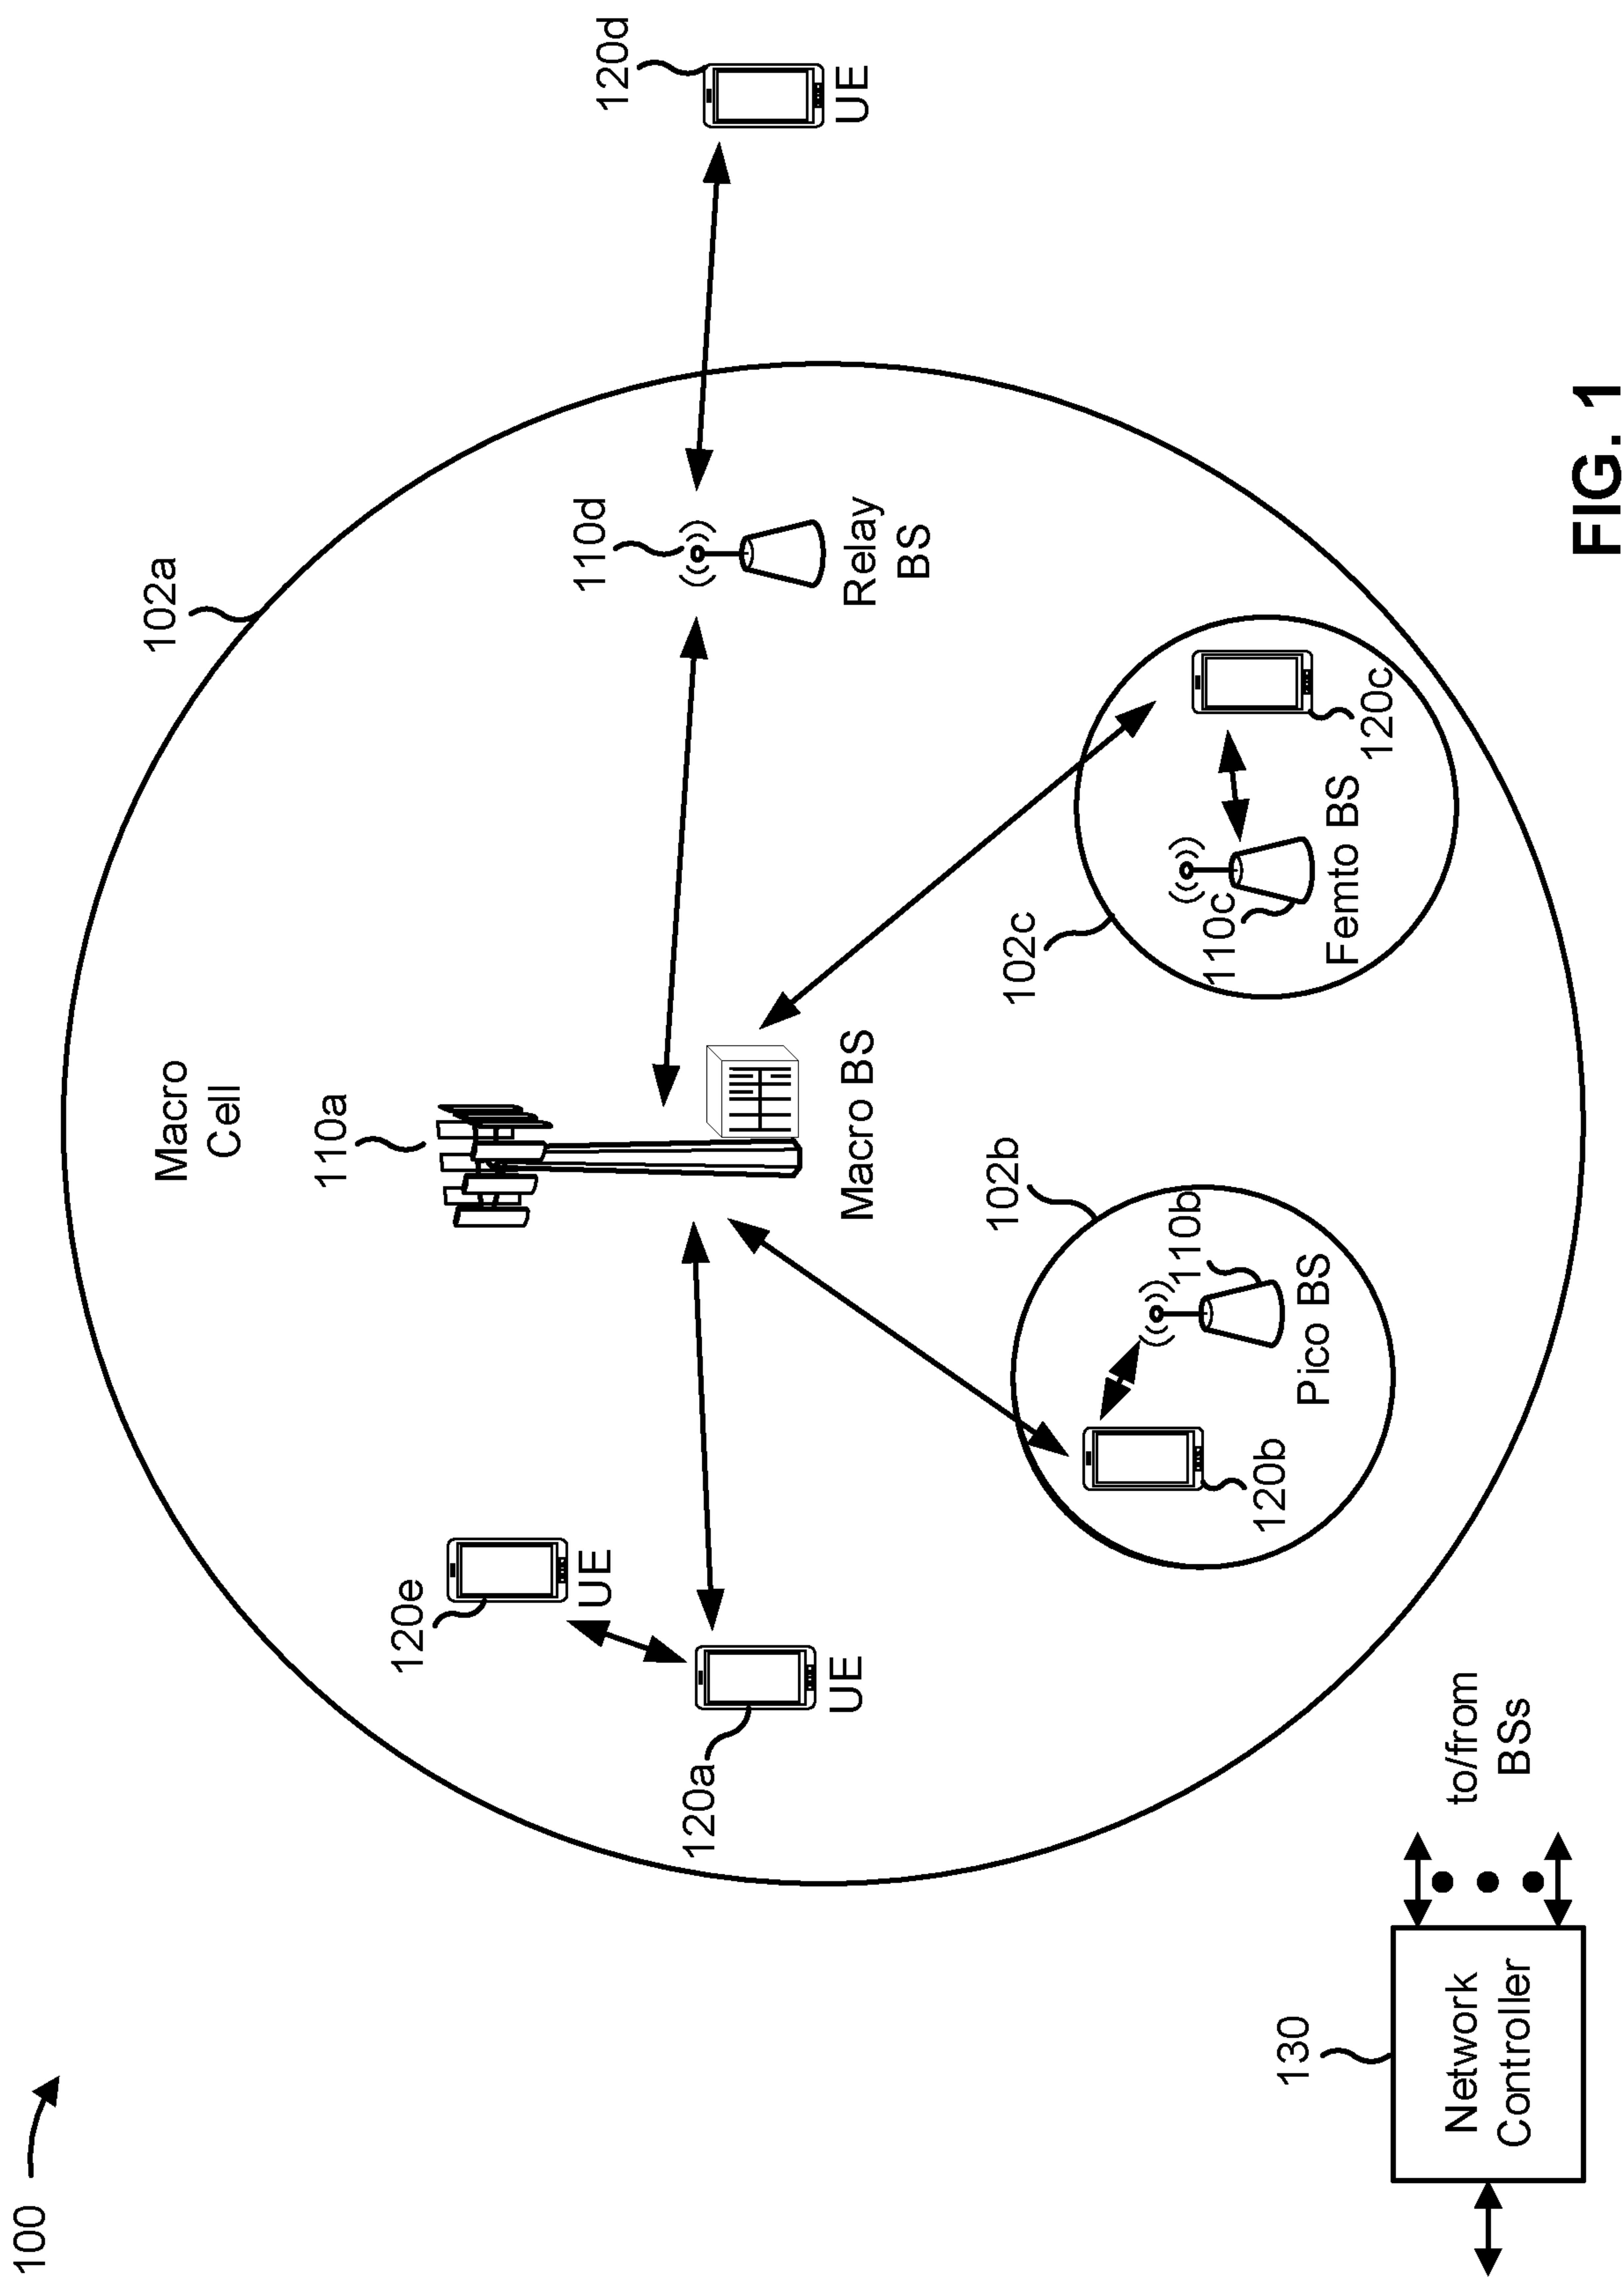 100
102a
Macro
Cell
110a
120d
UE
110d
Relay
BS
120e
UE
120a
UE
Macro BS
102b
110b
Pico BS
120b
102c
110c
Femto BS
120c
130
Network
Controller
to/from
BSs
FIG. 1